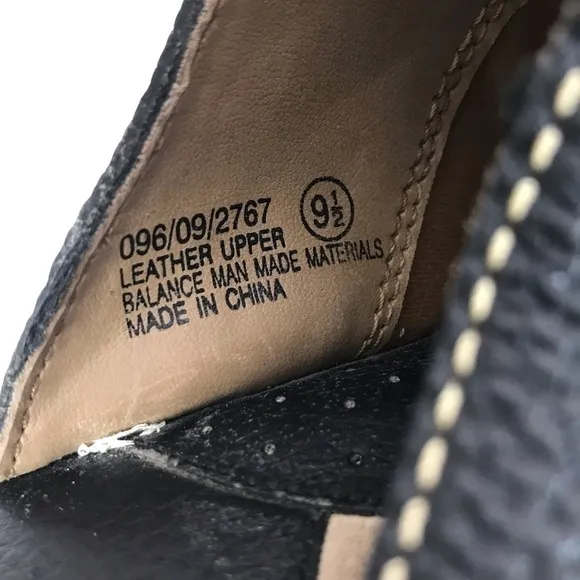 096/09/2767 9½
LEATHER UPPER
BALANCE MAN MADE MATERIALS
MADE IN CHINA